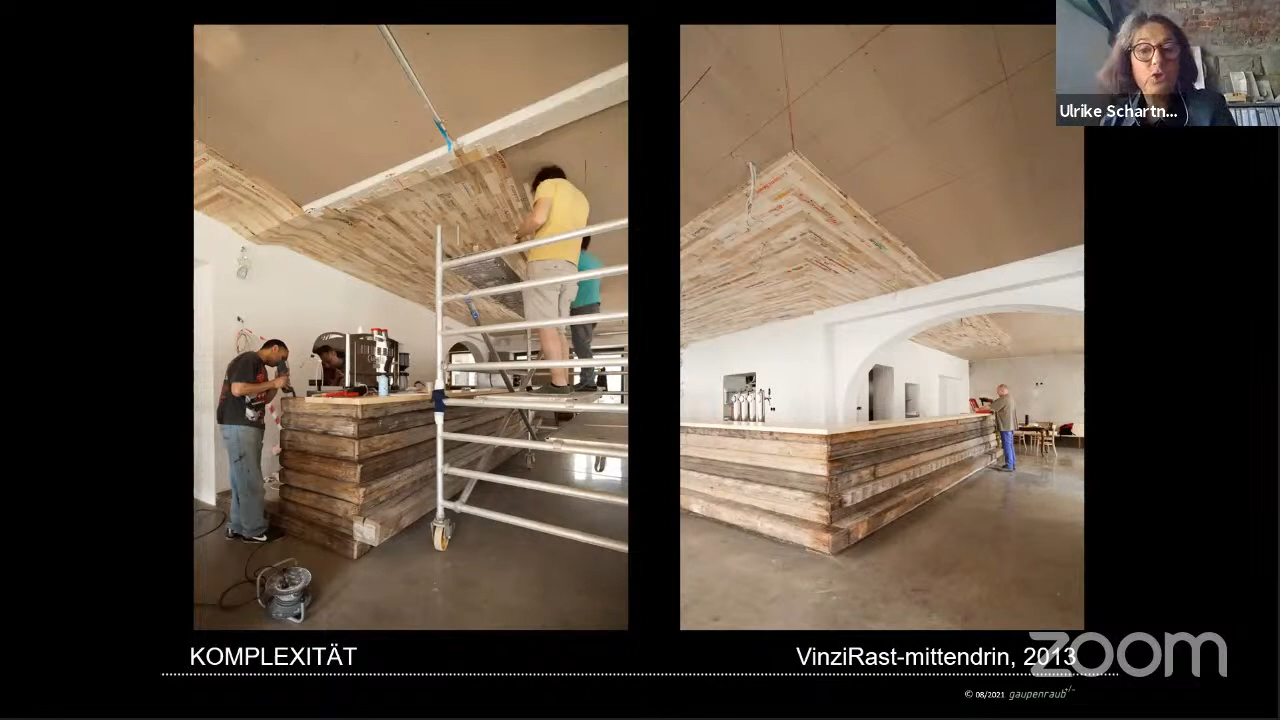 Ulrike Schartn...
KOMPLEXITÄT
VinziRast-mittendrin, 2013
zoom
© 08/2021 gaupenraub+/-